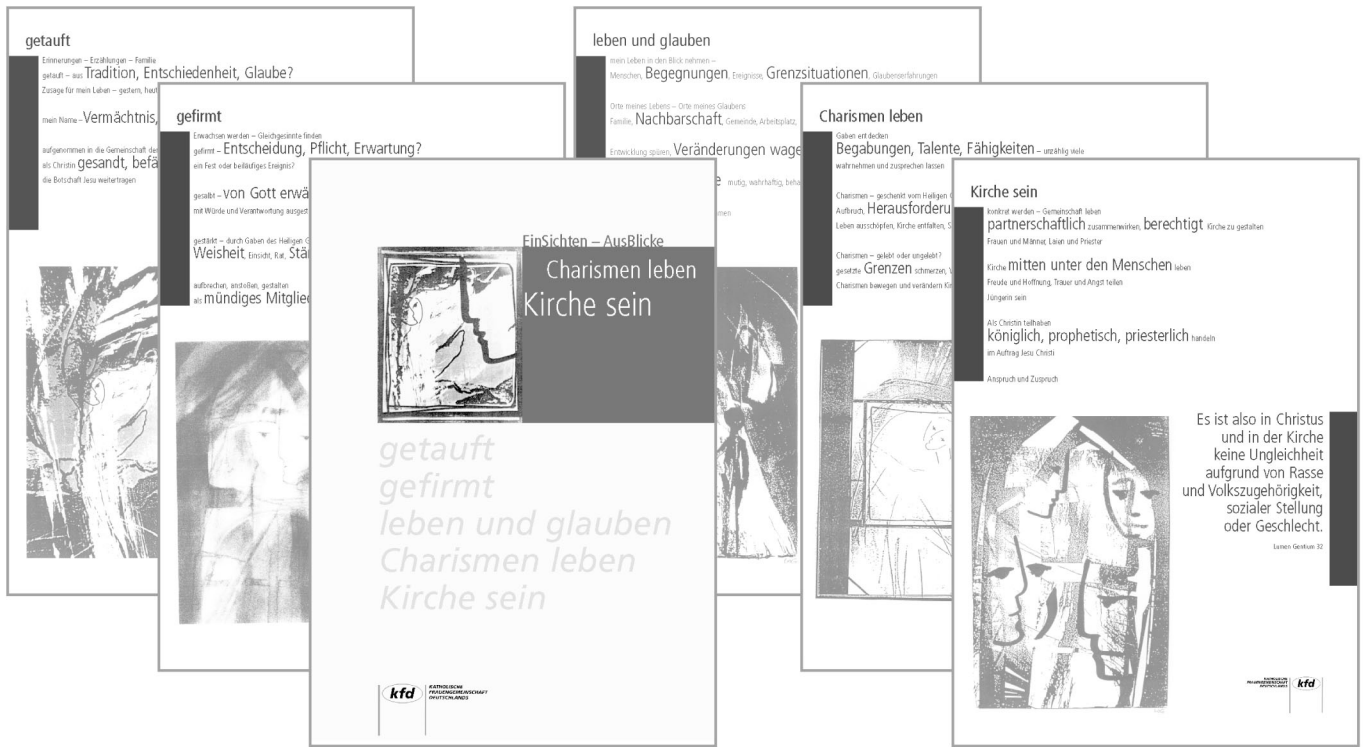 getauft
Erinnerungen – Erzählungen – Familie
getauft – aus Tradition, Entschiedenheit, Glaube?
Zusage für mein Leben – gestern, heut
mein Name – Vermächtnis,
aufgenommen in die Gemeinschaft der
als Christin gesandt, befä
die Botschaft Jesu weitertragen
gefirmt
Erwachsen werden – Gleichgesinnte finden
gefirmt – Entscheidung, Pflicht, Erwartung?
ein Fest oder beiläufiges Ereignis?
gesalbt – von Gott erwä
mit Würde und Verantwortung ausgest
gestärkt – durch Gaben des Heiligen G
Weisheit, Einsicht, Rat, Stä
aufbrechen, anstoßen, gestalten
als mündiges Mitglied
EinSichten – AusBlicke
Charismen leben
Kirche sein
getauft
gefirmt
leben und glauben
Charismen leben
Kirche sein
kfd
KATHOLISCHE
FRAUENGEMEINSCHAFT
DEUTSCHLANDS
leben und glauben
mein Leben in den Blick nehmen –
Menschen, Begegnungen, Ereignisse, Grenzsituationen, Glaubenserfahrungen
Orte meines Lebens – Orte meines Glaubens
Familie, Nachbarschaft, Gemeinde, Arbeitsplatz,
Entwicklung spüren, Veränderungen wage
e mutig, wahrhaftig, beha
men
Charismen leben
Gaben entdecken
Begabungen, Talente, Fähigkeiten – unzählig viele
wahrnehmen und zusprechen lassen
Charismen – geschenkt vom Heiligen G
Aufbruch, Herausforderu
Leben ausschöpfen, Kirche entfalten, S
Charismen – gelebt oder ungelebt?
gesetzte Grenzen schmerzen, V
Charismen bewegen und verändern Kir
Kirche sein
konkret werden – Gemeinschaft leben
partnerschaftlich zusammenwirken, berechtigt Kirche zu gestalten
Frauen und Männer, Laien und Priester
Kirche mitten unter den Menschen leben
Freude und Hoffnung, Trauer und Angst teilen
Jüngerin sein
Als Christin teilhaben
königlich, prophetisch, priesterlich handeln
im Auftrag Jesu Christi
Anspruch und Zuspruch
Es ist also in Christus
und in der Kirche
keine Ungleichheit
aufgrund von Rasse
und Volkszugehörigkeit,
sozialer Stellung
oder Geschlecht.
Lumen Gentium 32
KATHOLISCHE
FRAUENGEMEINSCHAFT
DEUTSCHLANDS
kfd